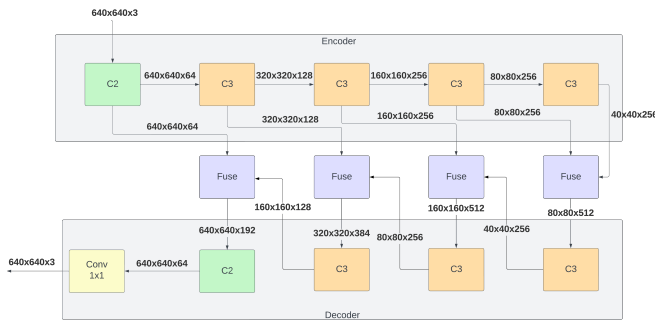 640x640x3
Encoder
C2
640x640x64
C3
320x320x128
C3
160x160x256
C3
80x80x256
C3
640x640x64
320x320x128
160x160x256
80x80x256
40x40x256
Fuse
Fuse
Fuse
Fuse
160x160x128
640x640x192
320x320x384
80x80x256
160x160x512
40x40x256
80x80x512
640x640x3
Conv
1x1
640x640x64
C2
C3
C3
C3
Decoder